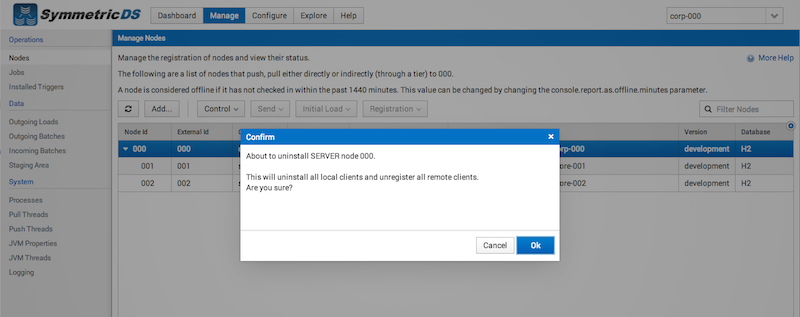 SymmetricDS
Dashboard Manage Configure Explore Help
corp-000
Operations
Nodes
Jobs
Installed Triggers
Data
Outgoing Loads
Outgoing Batches
Incoming Batches
Staging Area
System
Processes
Pull Threads
Push Threads
JVM Properties
JVM Threads
Logging
Manage Nodes
Manage the registration of nodes and view their status.
More Help
The following are a list of nodes that push, pull either directly or indirectly (through a tier) to 000.
A node is considered offline if it has not checked in within the past 1440 minutes. This value can be changed by changing the console.report.as.offline.minutes parameter.
Add... Control Send Initial Load Registration Filter Nodes
Node Id External Id Version Database
000 000 corp-000 development H2
001 001 ore-001 development H2
002 002 ore-002 development H2
Confirm
About to uninstall SERVER node 000.
This will uninstall all local clients and unregister all remote clients.
Are you sure?
Cancel Ok